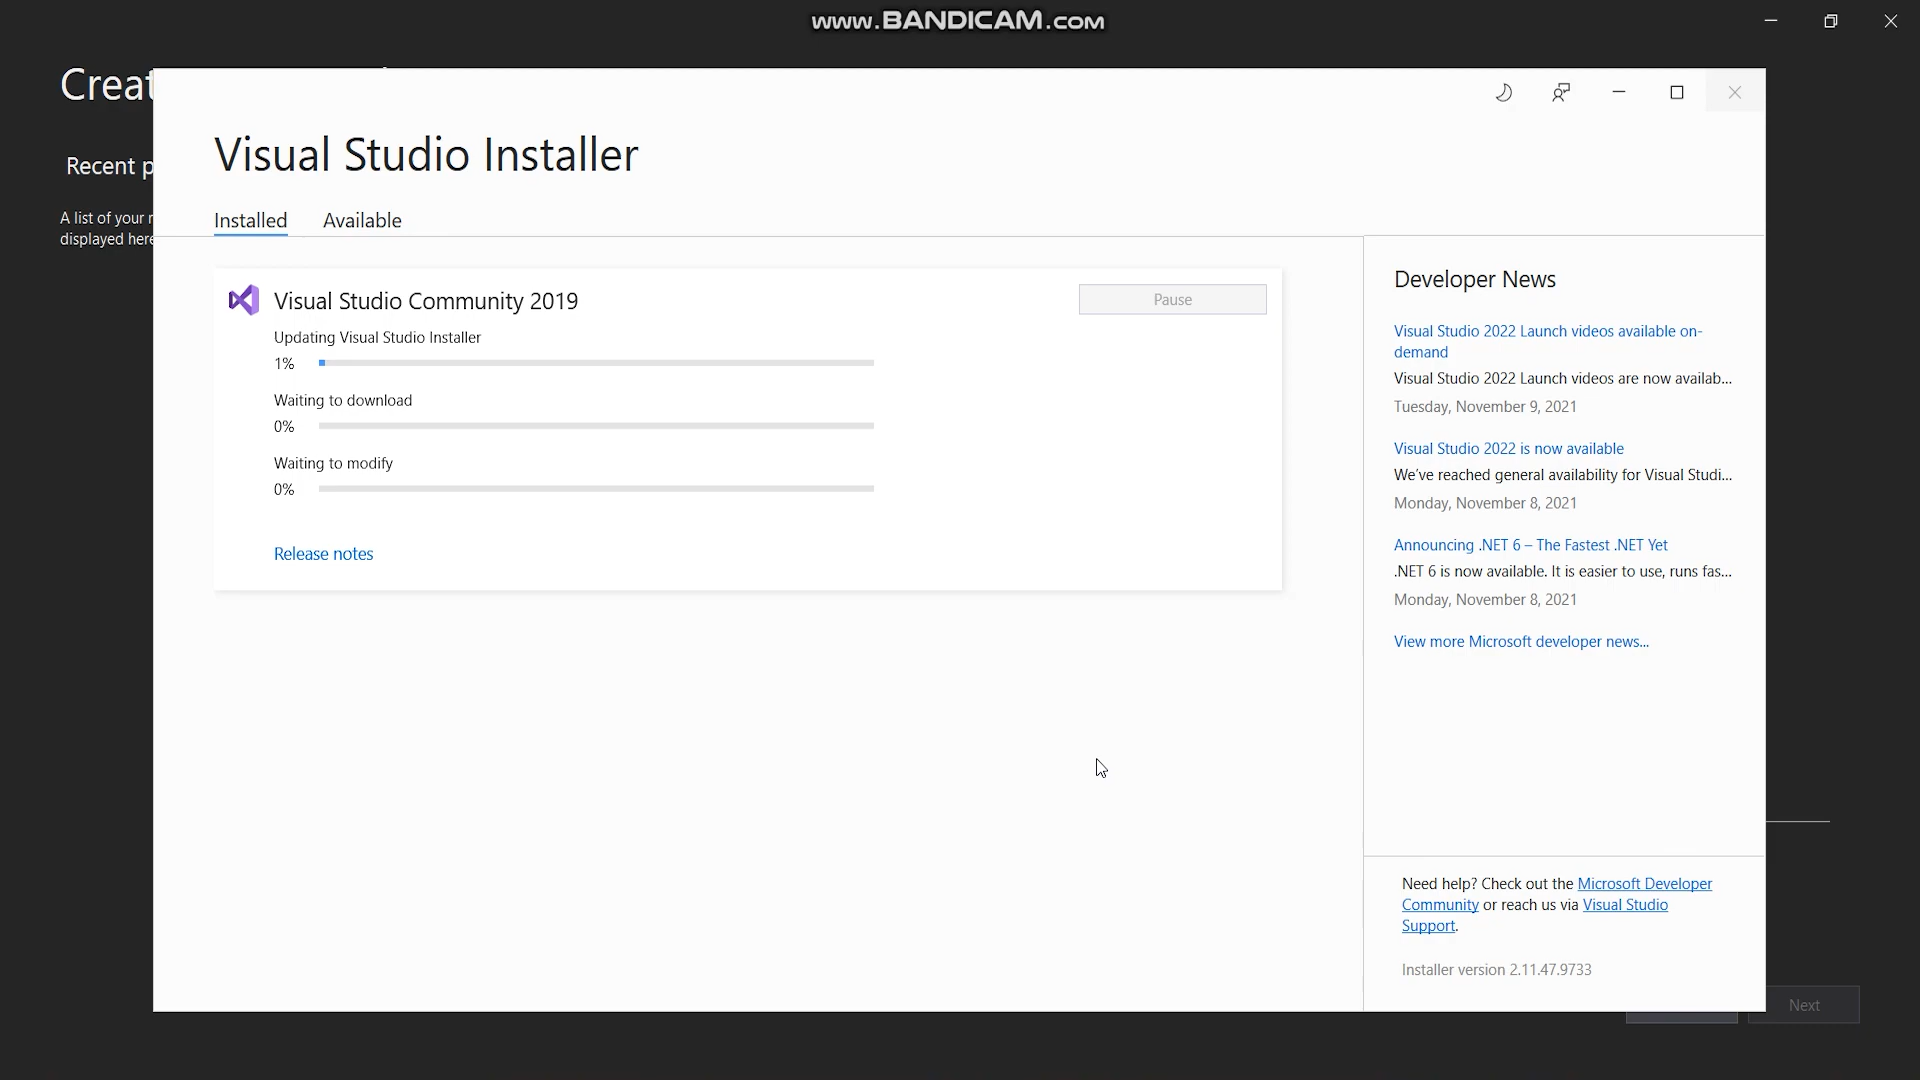 www.BANDICAM.com
Creat
Recent p
A list of your r
displayed here
Visual Studio Installer
Installed
Available
Visual Studio Community 2019
Pause
Updating Visual Studio Installer
1%
Waiting to download
0%
Waiting to modify
0%
Release notes
Developer News
Visual Studio 2022 Launch videos available on-
demand
Visual Studio 2022 Launch videos are now availab...
Tuesday, November 9, 2021
Visual Studio 2022 is now available
We've reached general availability for Visual Studi...
Monday, November 8, 2021
Announcing .NET 6 – The Fastest .NET Yet
.NET 6 is now available. It is easier to use, runs fas...
Monday, November 8, 2021
View more Microsoft developer news...
Need help? Check out the Microsoft Developer
Community or reach us via Visual Studio
Support.
Installer version 2.11.47.9733
Next